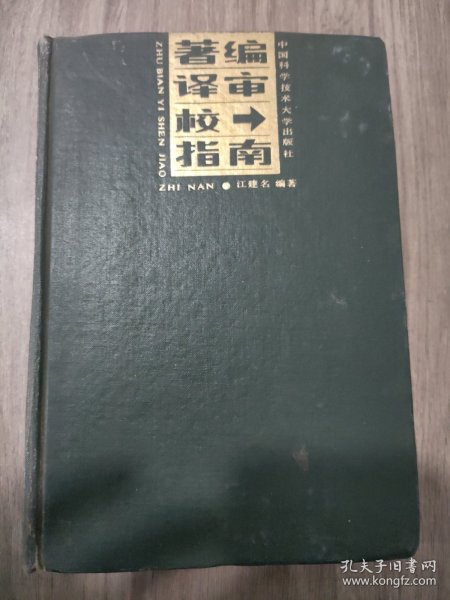 著编
译审
校→
指南
ZHU BIAN YI SHEN JIAO
ZHI NAN ● 江建名 编著
中国科学技术大学出版社
孔夫子旧书网
www.kongfz.com